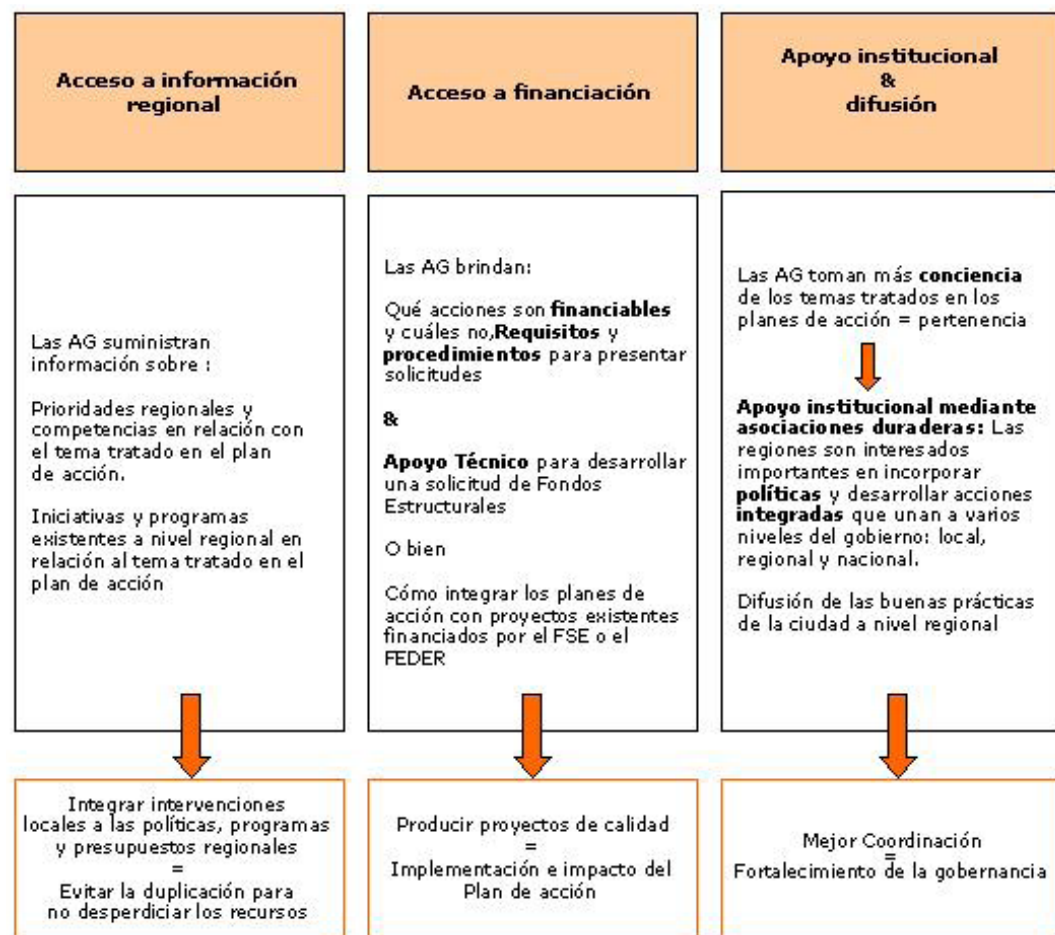 Acceso a información
regional
Acceso a financiación
Apoyo institucional
&
difusión
Las AG suministran
información sobre :
Prioridades regionales y
competencias en relación con
el tema tratado en el plan
de acción.
Iniciativas y programas
existentes a nivel regional en
relación al tema tratado en el
plan de acción
Las AG brindan:
Qué acciones son financiables
y cuáles no,Requisitos y
procedimientos para presentar
solicitudes
&
Apoyo Técnico para desarrollar
una solicitud de Fondos
Estructurales
O bien
Cómo integrar los planes de
acción con proyectos existentes
financiados por el FSE o el
FEDER
Las AG toman más conciencia
de los temas tratados en los
planes de acción = pertenencia
Apoyo institucional mediante
asociaciones duraderas: Las
regiones son interesados
importantes en incorporar
políticas y desarrollar acciones
integradas que unan a varios
niveles del gobierno: local,
regional y nacional.
Difusión de las buenas prácticas
de la ciudad a nivel regional
Integrar intervenciones
locales a las políticas, programas
y presupuestos regionales
=
Evitar la duplicación para
no desperdiciar los recursos
Producir proyectos de calidad
=
Implementación e impacto del
Plan de acción
Mejor Coordinación
=
Fortalecimiento de la gobernancia